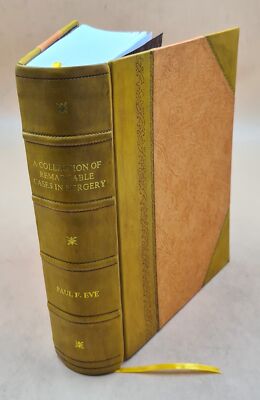 A COLLECTION OF
REMARKABLE
CASES IN SURGERY
PAUL F. EVE